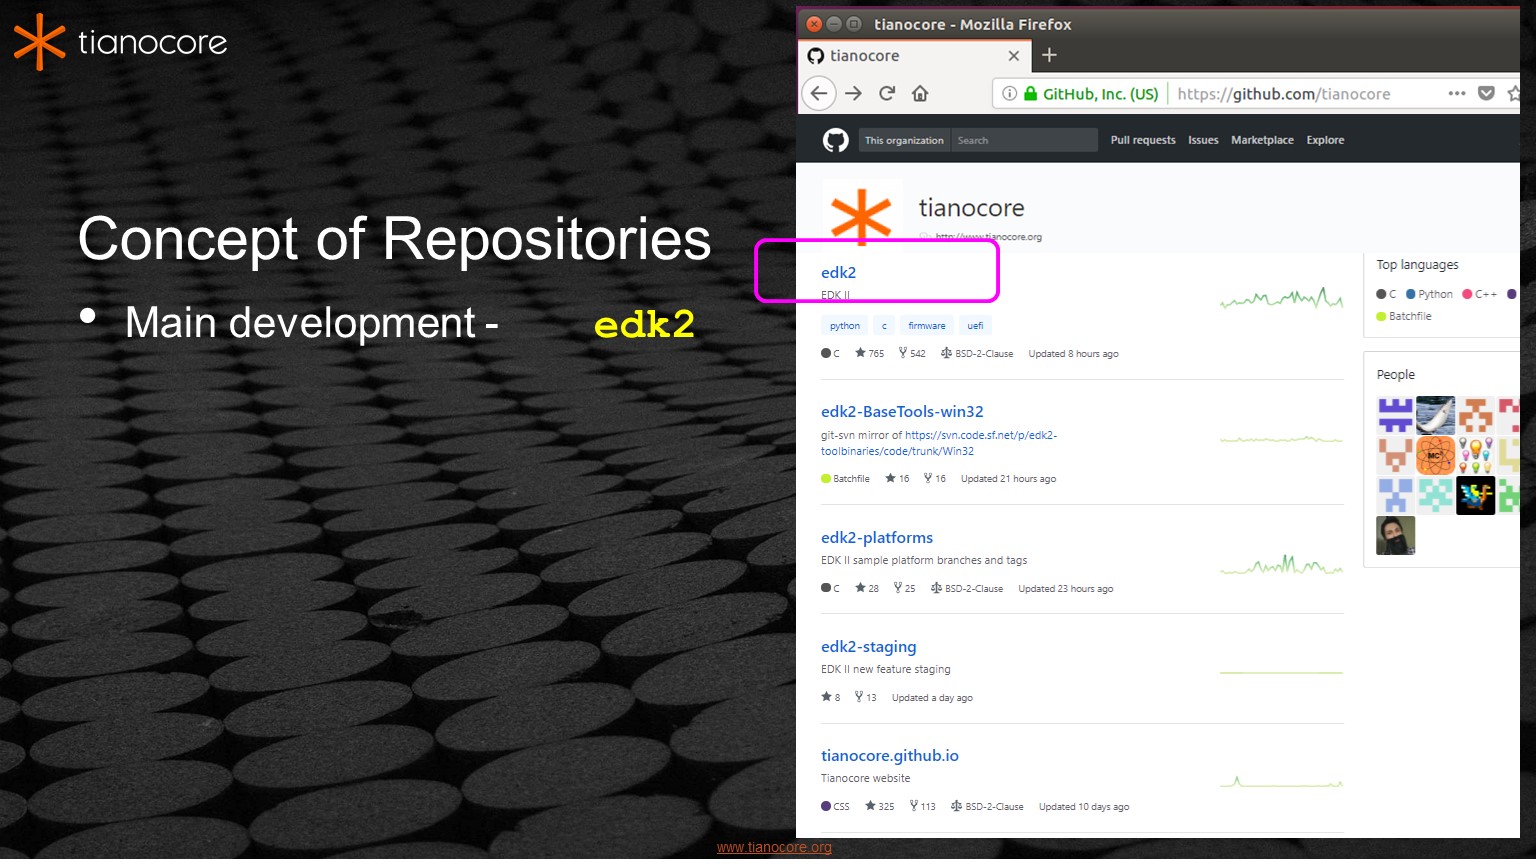 tianocore
Concept of Repositories
• Main development - edk2
tianocore - Mozilla Firefox
tianocore
GitHub, Inc. (US) https://github.com/tianocore
This organization Search Pull requests Issues Marketplace Explore
tianocore
http://www.tianocore.org
edk2
EDK II
python c firmware uefi
C 765 542 BSD-2-Clause Updated 8 hours ago
edk2-BaseTools-win32
git-svn mirror of https://svn.code.sf.net/p/edk2-
toolbinaries/code/trunk/Win32
Batchfile 16 16 Updated 21 hours ago
edk2-platforms
EDK II sample platform branches and tags
C 28 25 BSD-2-Clause Updated 23 hours ago
edk2-staging
EDK II new feature staging
8 13 Updated a day ago
tianocore.github.io
Tianocore website
CSS 325 113 BSD-2-Clause Updated 10 days ago
Top languages
C Python C++
Batchfile
People
MC²
www.tianocore.org